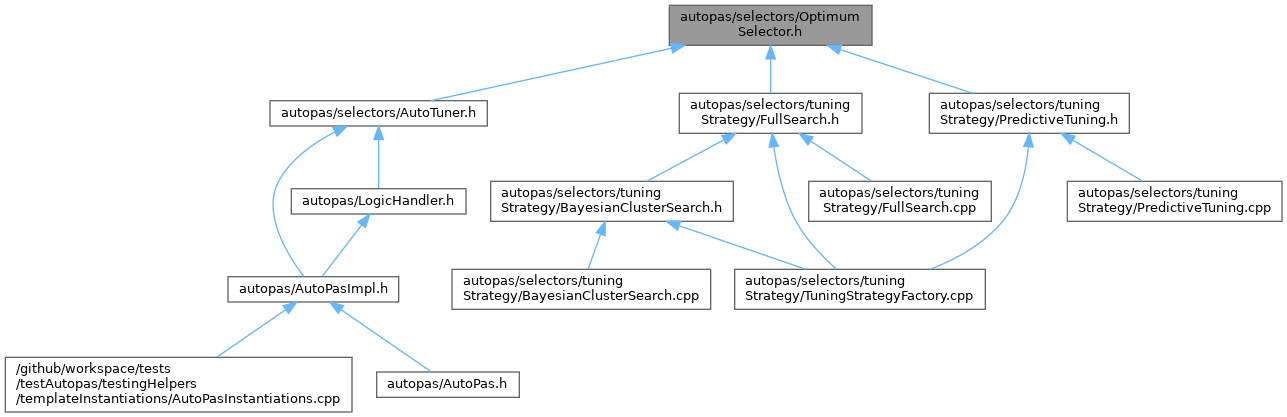 autopas/selectors/Optimum
Selector.h
autopas/selectors/AutoTuner.h
autopas/selectors/tuning
Strategy/FullSearch.h
autopas/selectors/tuning
Strategy/PredictiveTuning.h
autopas/LogicHandler.h
autopas/selectors/tuning
Strategy/BayesianClusterSearch.h
autopas/selectors/tuning
Strategy/FullSearch.cpp
autopas/selectors/tuning
Strategy/PredictiveTuning.cpp
autopas/AutoPasImpl.h
autopas/selectors/tuning
Strategy/BayesianClusterSearch.cpp
autopas/selectors/tuning
Strategy/TuningStrategyFactory.cpp
/github/workspace/tests
/testAutopas/testingHelpers
/templateInstantiations/AutoPasInstantiations.cpp
autopas/AutoPas.h